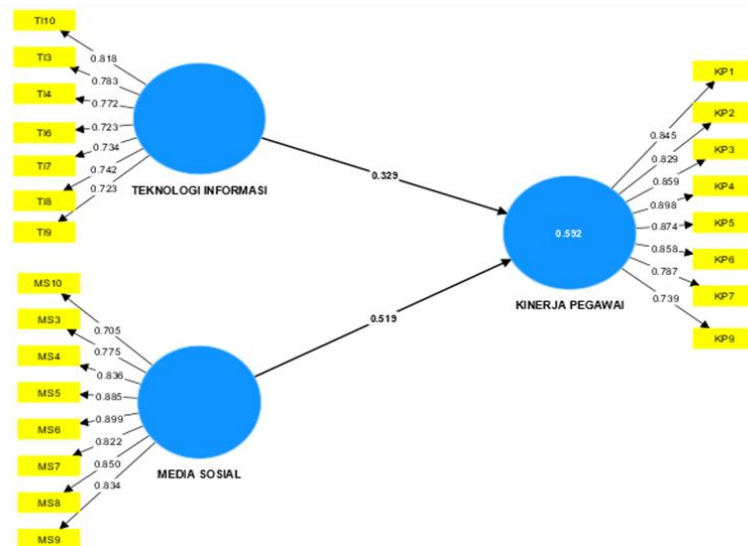 TI10
0.818
TI3
0.783
TI4
0.772
TI6
0.723
TI7
0.734
TI8
0.742
TI9
0.723
TEKNOLOGI INFORMASI
0.329
MS10
0.705
MS3
0.775
MS4
0.836
MS5
0.885
MS6
0.899
MS7
0.822
MS8
0.850
MS9
0.834
MEDIA SOSIAL
0.519
KP1
0.845
KP2
0.829
KP3
0.859
KP4
0.898
KP5
0.874
KP6
0.858
KP7
0.787
KP9
0.739
0.592
KINERJA PEGAWAI